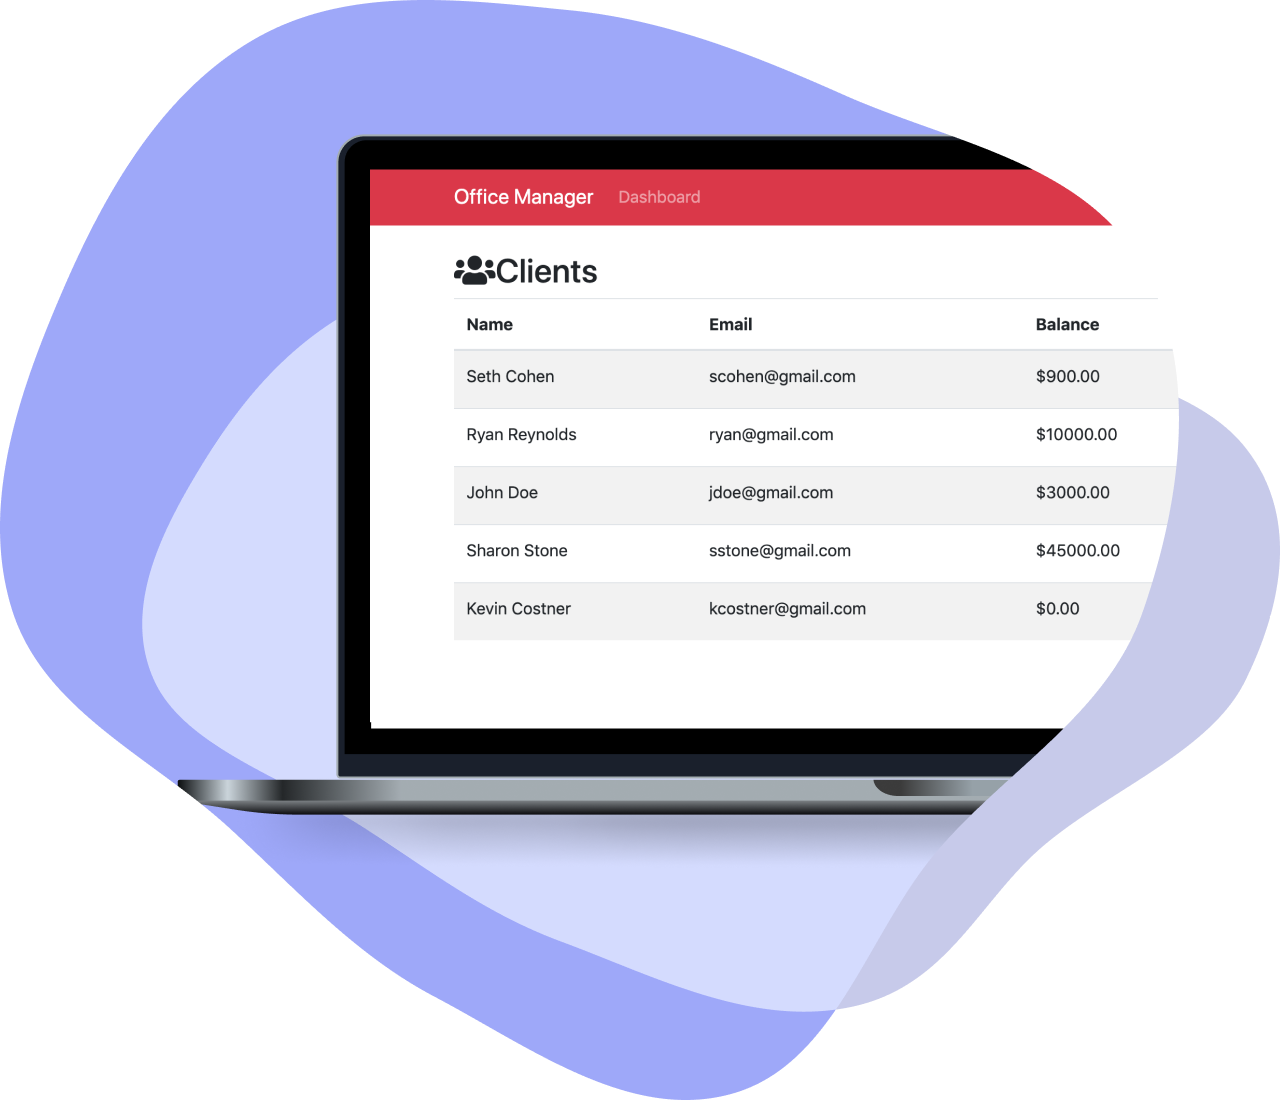 Office Manager Dashboard
Clients
Name Email Balance
Seth Cohen scohen@gmail.com $900.00
Ryan Reynolds ryan@gmail.com $10000.00
John Doe jdoe@gmail.com $3000.00
Sharon Stone sstone@gmail.com $45000.00
Kevin Costner kcostner@gmail.com $0.00